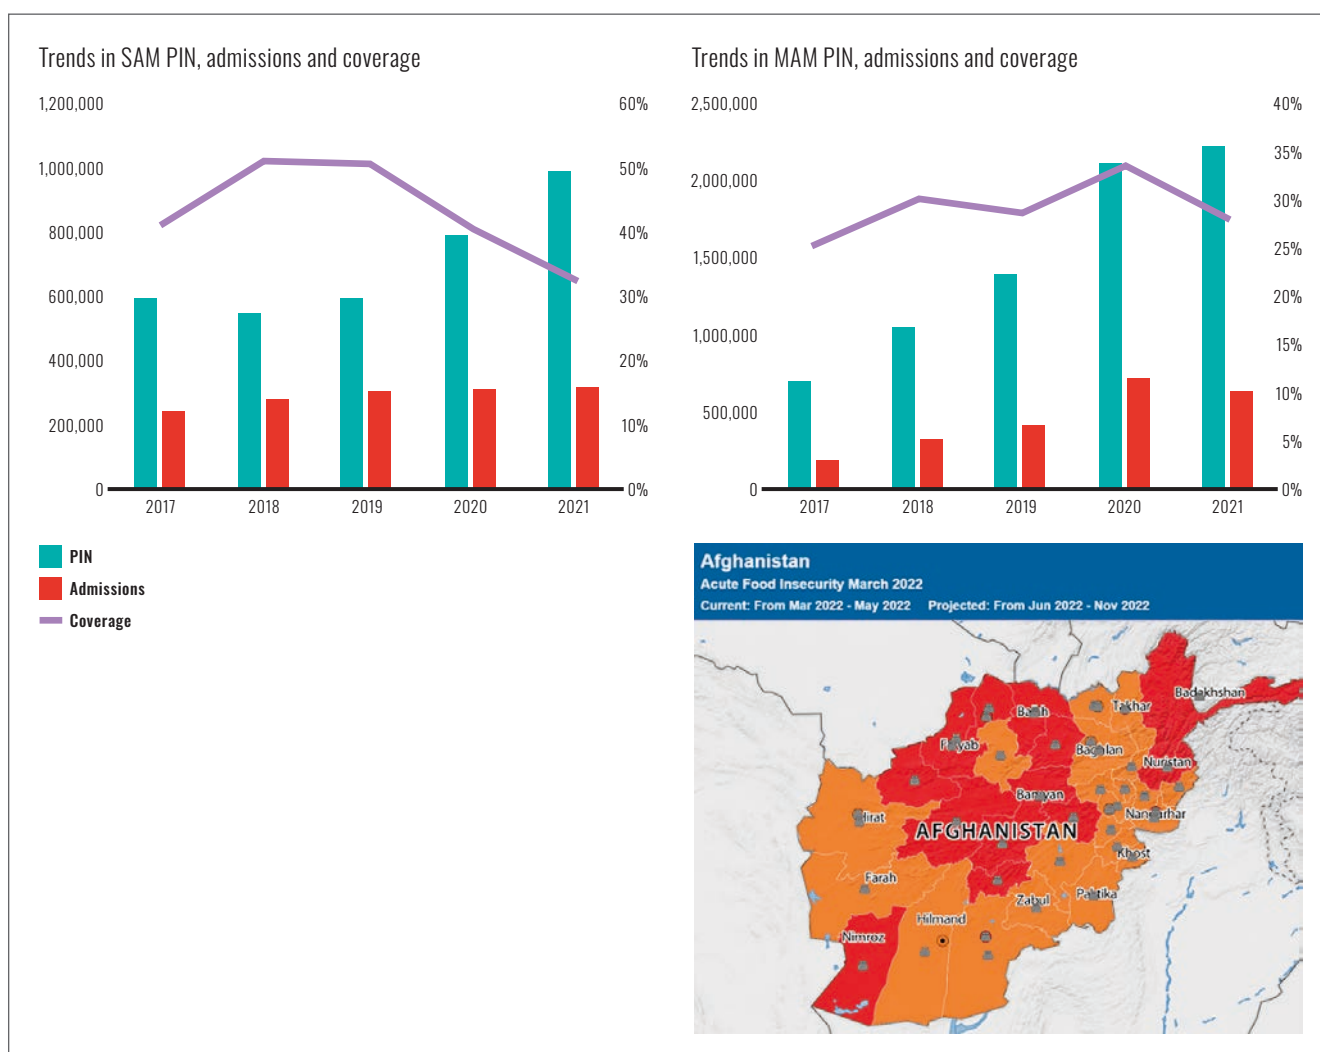 Trends in SAM PIN, admissions and coverage
1,200,000
1,000,000
800,000
600,000
400,000
200,000
0
60%
50%
40%
30%
20%
10%
0%
2017 2018 2019 2020 2021
PIN
Admissions
Coverage
Trends in MAM PIN, admissions and coverage
2,500,000
2,000,000
1,500,000
1,000,000
500,000
0
40%
35%
30%
25%
20%
15%
10%
5%
0%
2017 2018 2019 2020 2021
Afghanistan
Acute Food Insecurity March 2022
Current: From Mar 2022 - May 2022 Projected: From Jun 2022 - Nov 2022
Badakhshan
Takhar
Balkh
Faryab
Baghlan
Nuristan
Bamyan
Hirat
Nangarhar
AFGHANISTAN
Khost
Farah
Paktika
Zabul
Hilmand
Nimroz